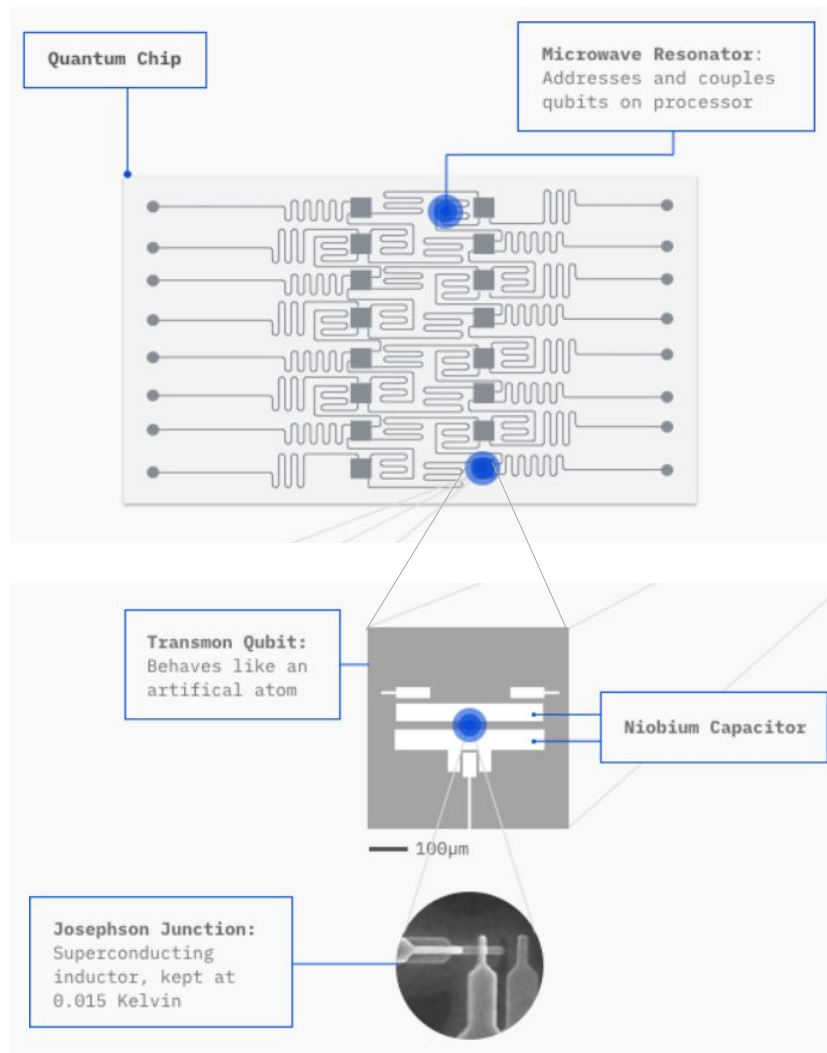 Quantum Chip
Microwave Resonator:
Addresses and couples
qubits on processor
Transmon Qubit:
Behaves like an
artifical atom
Niobium Capacitor
100μm
Josephson Junction:
Superconducting
inductor, kept at
0.015 Kelvin